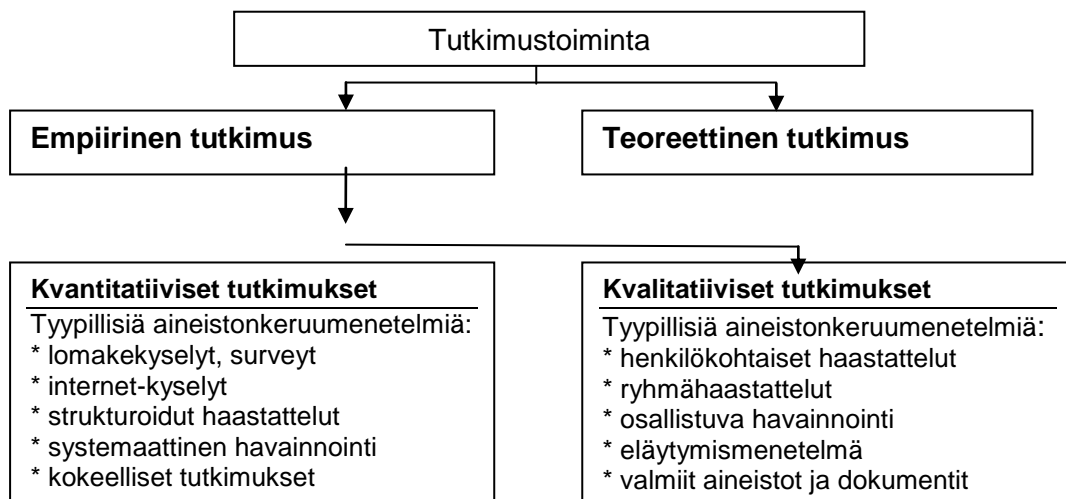 Tutkimustoiminta
Empiirinen tutkimus
Teoreettinen tutkimus
Kvantitatiiviset tutkimukset
Tyypillisiä aineistonkeruumenetelmiä:
* lomakekyselyt, surveyt
* internet-kyselyt
* strukturoidut haastattelut
* systemaattinen havainnointi
* kokeelliset tutkimukset
Kvalitatiiviset tutkimukset
Tyypillisiä aineistonkeruumenetelmiä:
* henkilökohtaiset haastattelut
* ryhmähaastattelut
* osallistuva havainnointi
* eläytymismenetelmä
* valmiit aineistot ja dokumentit